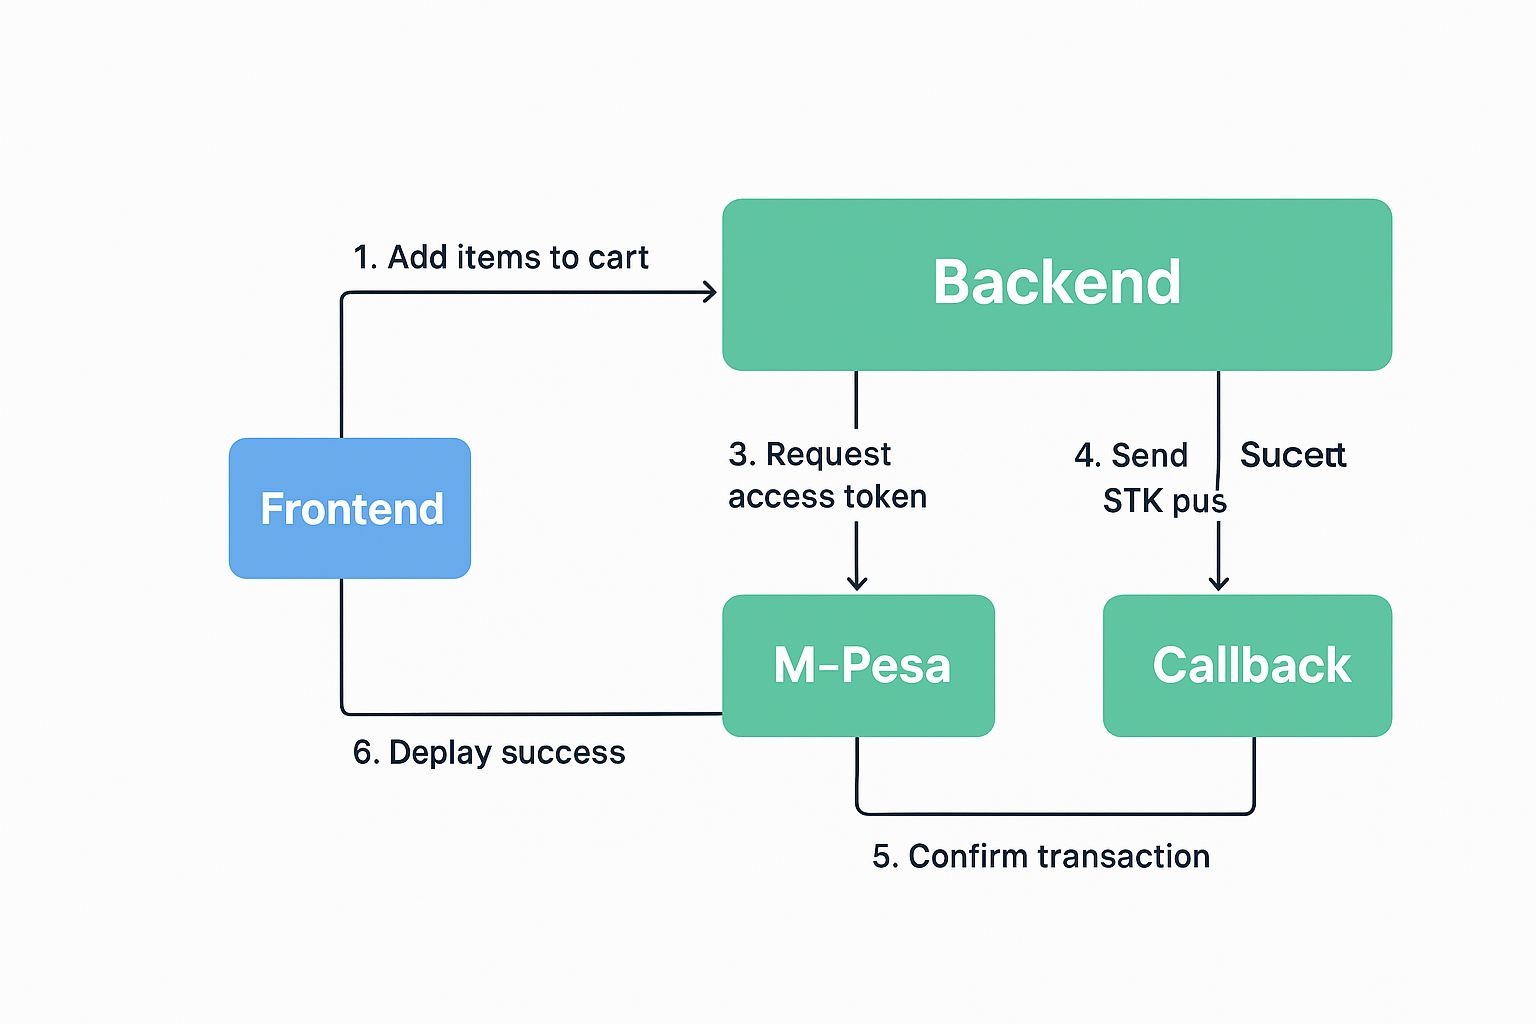 1. Add items to cart
Backend
Frontend
3. Request
access token
4. Send
STK pus
Sucett
M-Pesa
Callback
6. Deplay success
5. Confirm transaction